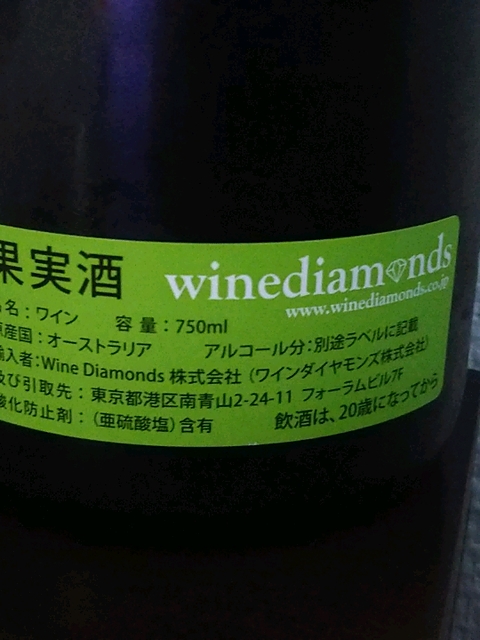 果実酒
winediamonds
www.winediamonds.co.jp
名：ワイン 容量：750ml
原産国：オーストラリア アルコール分：別途ラベルに記載
輸入者：Wine Diamonds 株式会社（ワインダイヤモンズ株式会社）
及び引取先：東京都港区南青山2-24-11 フォーラムビル7F
酸化防止剤：（亜硫酸塩）含有 飲酒は、20歳になってから